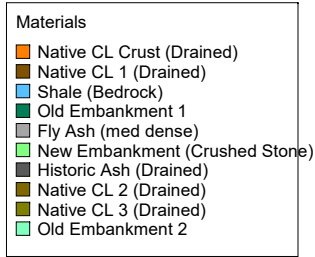 Materials
Native CL Crust (Drained)
Native CL 1 (Drained)
Shale (Bedrock)
Old Embankment 1
Fly Ash (med dense)
New Embankment (Crushed Stone)
Historic Ash (Drained)
Native CL 2 (Drained)
Native CL 3 (Drained)
Old Embankment 2